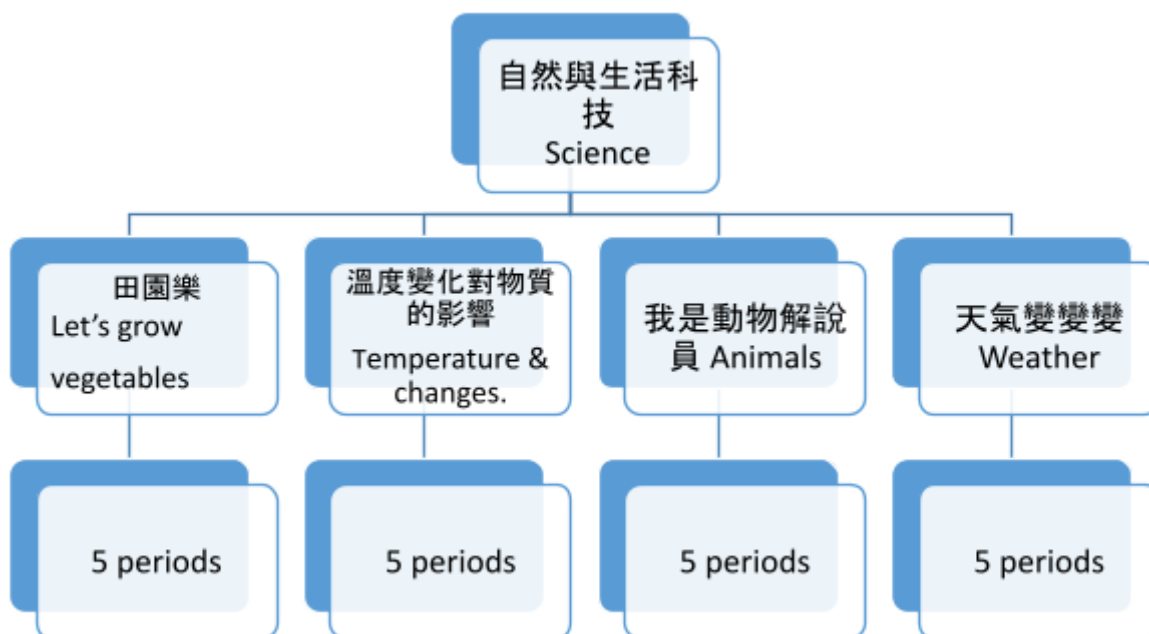 自然與生活科
技
Science
田園樂
Let's grow
vegetables
溫度變化對物質
的影響
Temperature &
changes.
我是動物解說
員 Animals
天氣變變變
Weather
5 periods
5 periods
5 periods
5 periods